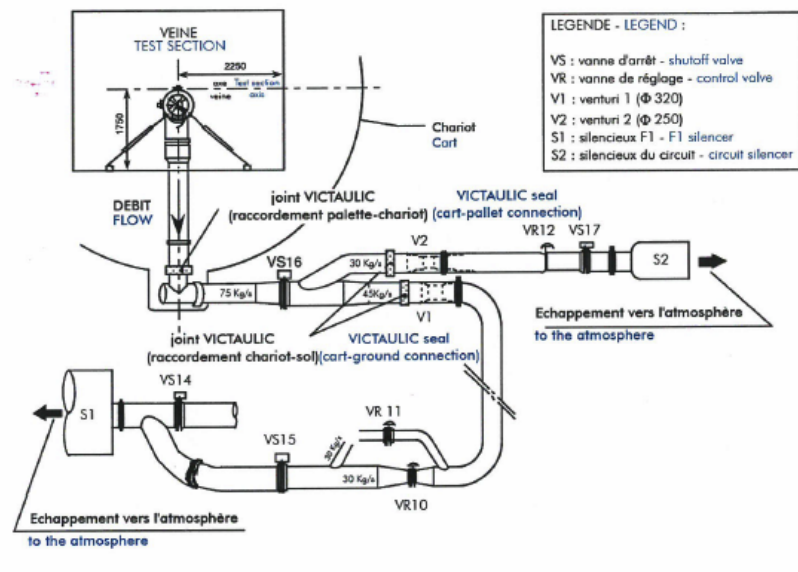 VEINE
TEST SECTION
2250
axe Test section
veine axis
1750
LEGENDE - LEGEND :
VS : vanne d'arrêt - shutoff valve
VR : vanne de réglage - control valve
V1 : venturi 1 (Φ 320)
V2 : venturi 2 (Φ 250)
S1 : silencieux F1 - F1 silencer
S2 : silencieux du circuit - circuit silencer
Chariot
Cart
DEBIT
FLOW
joint VICTAULIC VICTAULIC seal
(raccordement palette-chariot) (cart-pallet connection)
VS16
V2
VR12
VS17
30 Kg/s
S2
75 Kg/s
45Kg/s
V1
Echappement vers l'atmosphère
to the atmosphere
joint VICTAULIC VICTAULIC seal
(raccordement chariot-sol)(cart-ground connection)
VS14
S1
VR 11
VS15
30 Kg/s
30 Kg/s
VR10
Echappement vers l'atmosphère
to the atmosphere